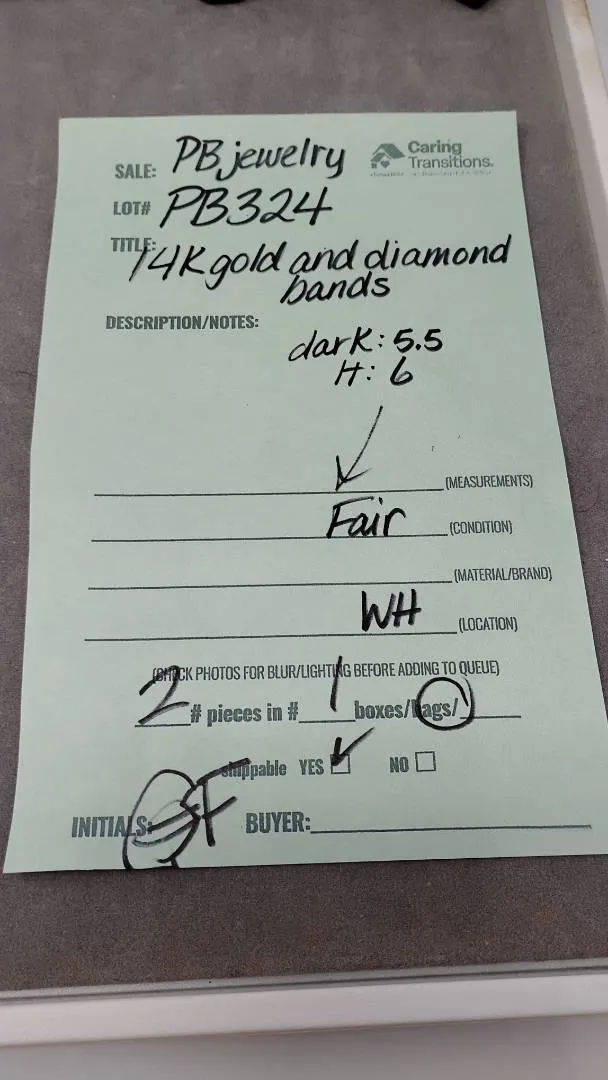 SALE: PB jewelry
Caring
Transitions.
LOT# PB324
TITLE: 14K gold and diamond
bands
DESCRIPTION/NOTES:
dark: 5.5
H: 6
(MEASUREMENTS)
Fair (CONDITION)
(MATERIAL/BRAND)
WH (LOCATION)
(CHECK PHOTOS FOR BLUR/LIGHTING BEFORE ADDING TO QUEUE)
2 # pieces in # 1 boxes/bags/
shippable YES NO
INITIALS: BUYER: